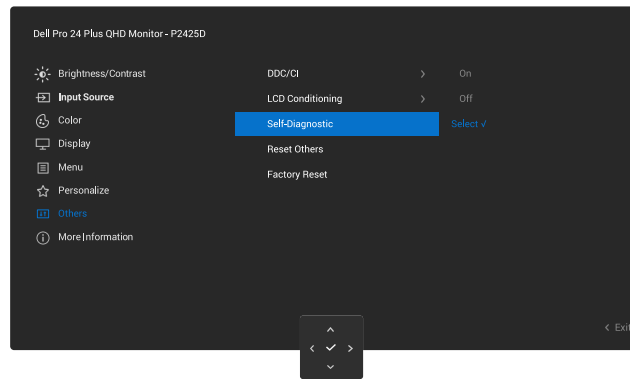 Dell Pro 24 Plus QHD Monitor - P2425D
Brightness/Contrast
Input Source
Color
Display
Menu
Personalize
Others
More Information
DDC/CI > On
LCD Conditioning > Off
Self-Diagnostic Select √
Reset Others
Factory Reset
< Exit